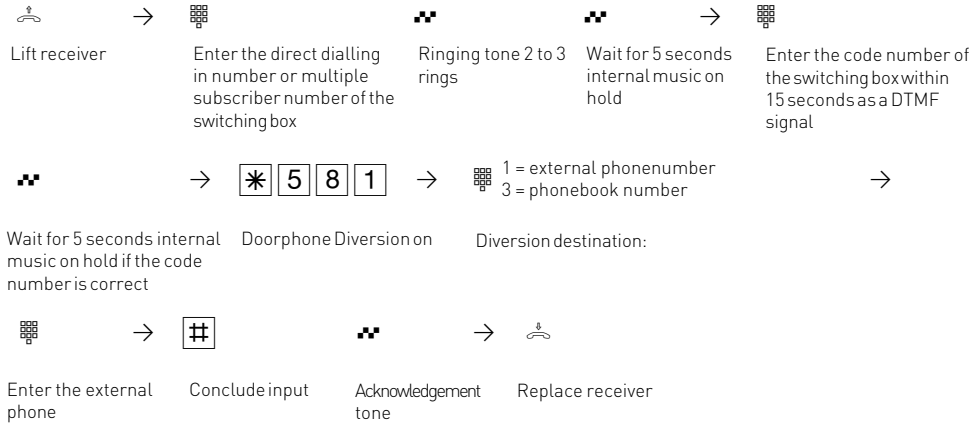 Lift receiver
Enter the direct dialling
in number or multiple
subscriber number of the
switching box
Ringing tone 2 to 3
rings
Wait for 5 seconds
internal music on
hold
Enter the code number of
the switching box within
15 seconds as a DTMF
signal
* 5 8 1
1 = external phonenumber
3 = phonebook number
Wait for 5 seconds internal
music on hold if the code
number is correct
Doorphone Diversion on
Diversion destination:
#
Enter the external
phone
Conclude input
Acknowledgement
tone
Replace receiver